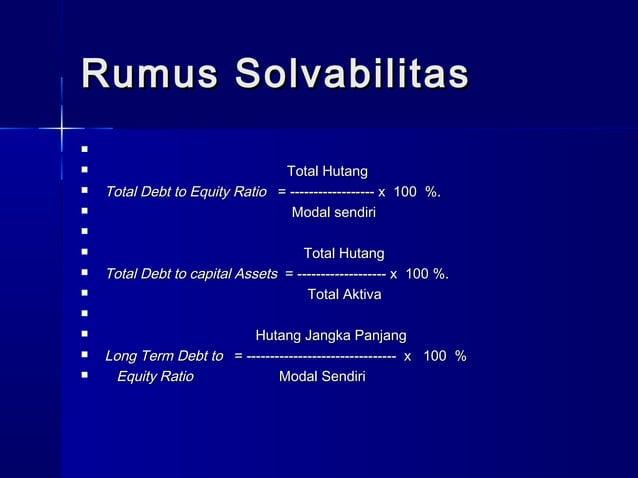 Rumus Solvabilitas
Total Hutang
Total Debt to Equity Ratio = ------------------ x 100 %.
Modal sendiri
Total Hutang
Total Debt to capital Assets = ------------------- x 100 %.
Total Aktiva
Hutang Jangka Panjang
Long Term Debt to = -------------------------------- x 100 %
Equity Ratio Modal Sendiri